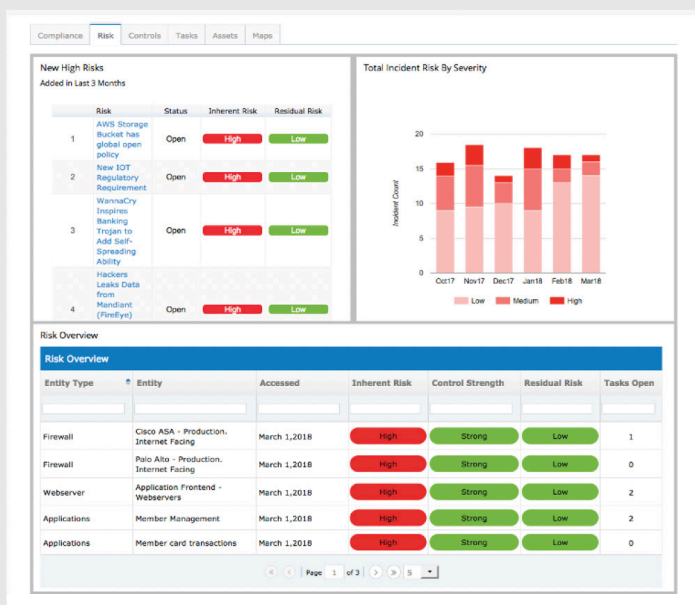 Compliance Risk Controls Tasks Assets Maps
New High Risks
Added in Last 3 Months
Risk Status Inherent Risk Residual Risk
1 AWS Storage Bucket has global open policy Open High Low
2 New IOT Regulatory Requirement Open High Low
3 WannaCry Inspires Banking Trojan to Add Self-Spreading Ability Open High Low
4 Hackers Leaks Data from Mandiant (FireEye) Open High Low
Total Incident Risk By Severity
Incident Count
20
15
10
5
0
Oct17 Nov17 Dec17 Jan18 Feb18 Mar18
Low Medium High
Risk Overview
Risk Overview
Entity Type Entity Accessed Inherent Risk Control Strength Residual Risk Tasks Open
Firewall Cisco ASA - Production. Internet Facing March 1,2018 High Strong Low 1
Firewall Palo Alto - Production. Internet Facing March 1,2018 High Strong Low 0
Webserver Application Frontend - Webservers March 1,2018 High Strong Low 2
Applications Member Management March 1,2018 High Strong Low 2
Applications Member card transactions March 1,2018 High Strong Low 0
Page 1 of 3 5